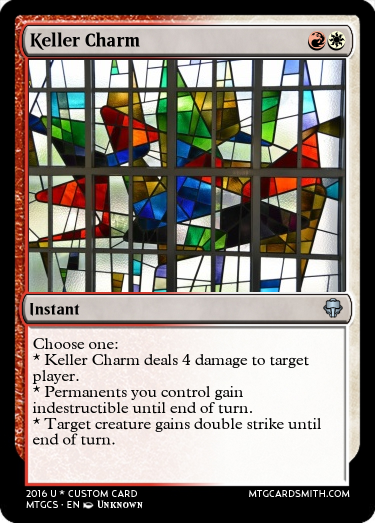 Keller Charm
Instant
Choose one:
* Keller Charm deals 4 damage to target
player.
* Permanents you control gain
indestructible until end of turn.
* Target creature gains double strike until
end of turn.
2016 U * CUSTOM CARD
MTGCARDSMITH.COM
MTGCS · EN Unknown